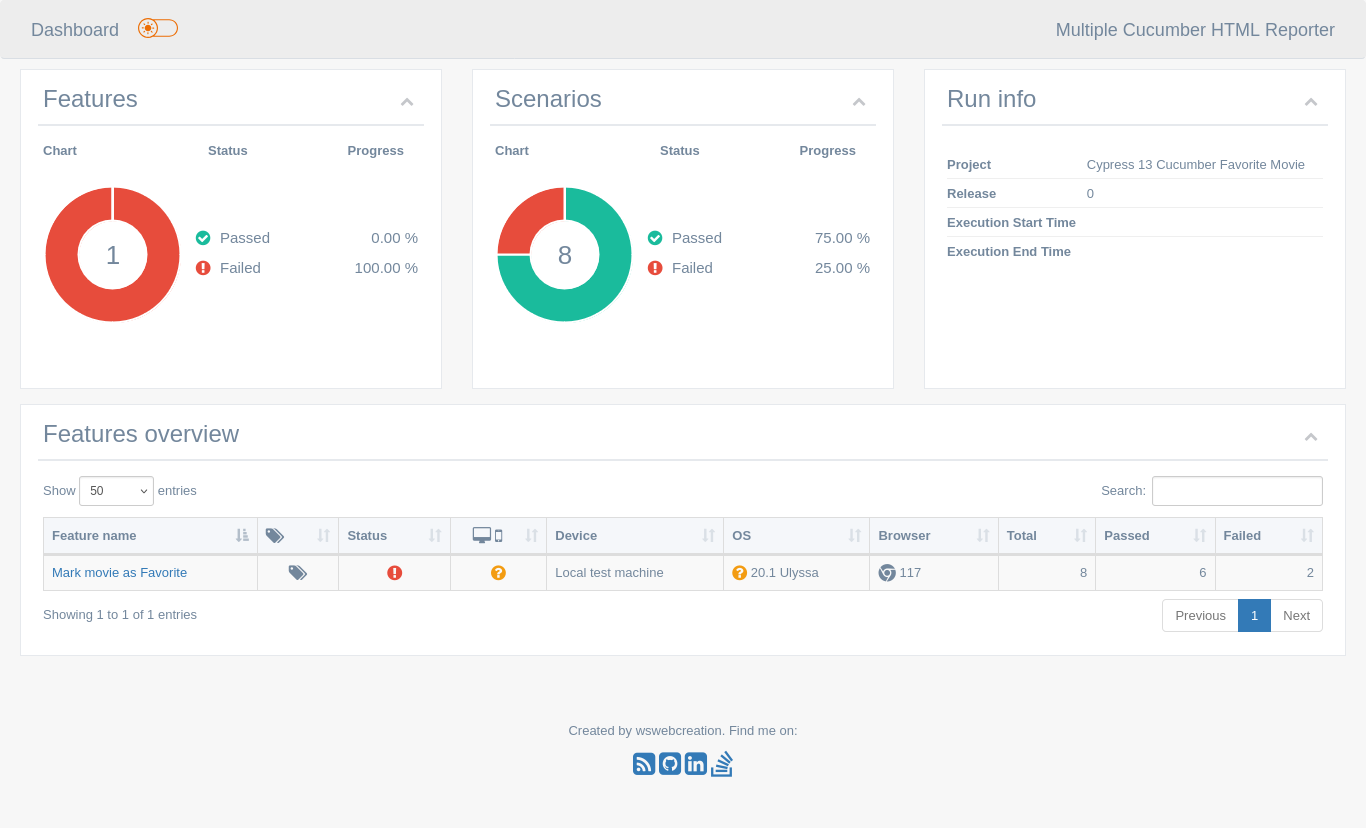 Dashboard
Multiple Cucumber HTML Reporter
Features
Chart Status Progress
1
Passed 0.00 %
Failed 100.00 %
Scenarios
Chart Status Progress
8
Passed 75.00 %
Failed 25.00 %
Run info
Project Cypress 13 Cucumber Favorite Movie
Release 0
Execution Start Time
Execution End Time
Features overview
Show 50 entries
Search:
Feature name Status Device OS Browser Total Passed Failed
Mark movie as Favorite Local test machine 20.1 Ulyssa 117 8 6 2
Showing 1 to 1 of 1 entries
Previous 1 Next
Created by wswebcreation. Find me on: